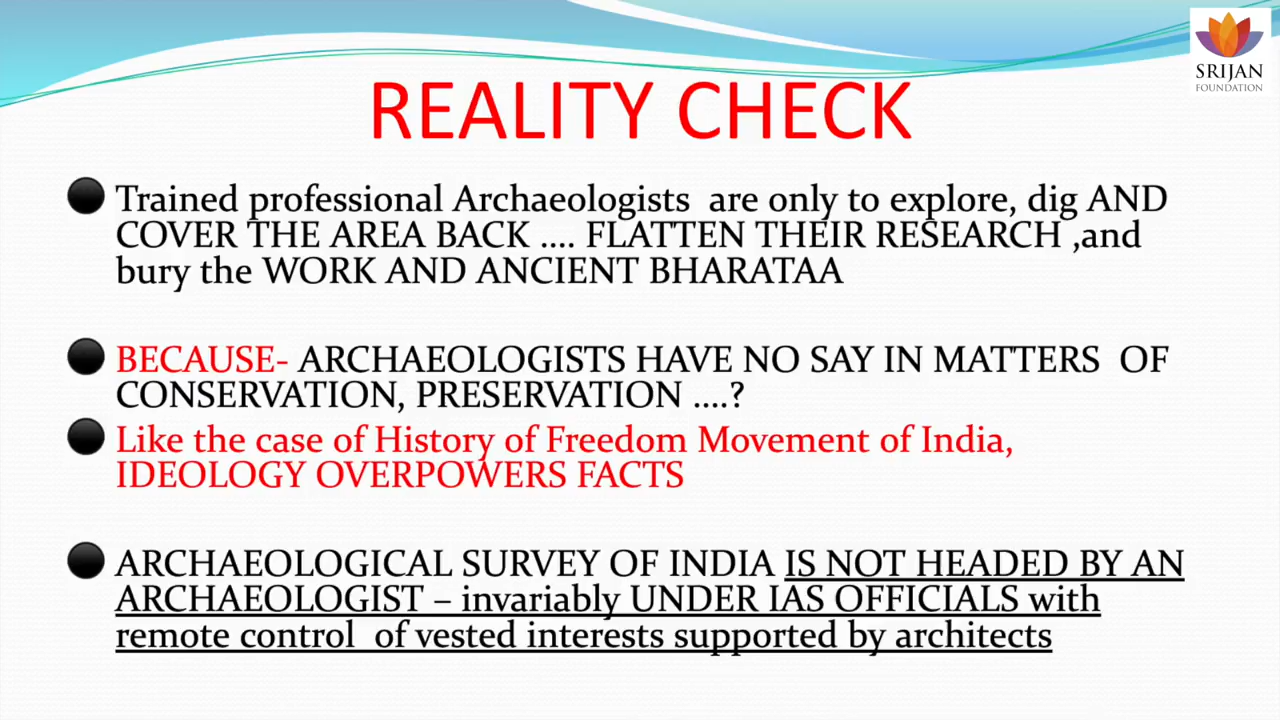 SRIJAN
FOUNDATION
REALITY CHECK
Trained professional Archaeologists are only to explore, dig AND
COVER THE AREA BACK .... FLATTEN THEIR RESEARCH ,and
bury the WORK AND ANCIENT BHARATAA
BECAUSE- ARCHAEOLOGISTS HAVE NO SAY IN MATTERS OF
CONSERVATION, PRESERVATION ....?
Like the case of History of Freedom Movement of India,
IDEOLOGY OVERPOWERS FACTS
ARCHAEOLOGICAL SURVEY OF INDIA IS NOT HEADED BY AN
ARCHAEOLOGIST – invariably UNDER IAS OFFICIALS with
remote control of vested interests supported by architects